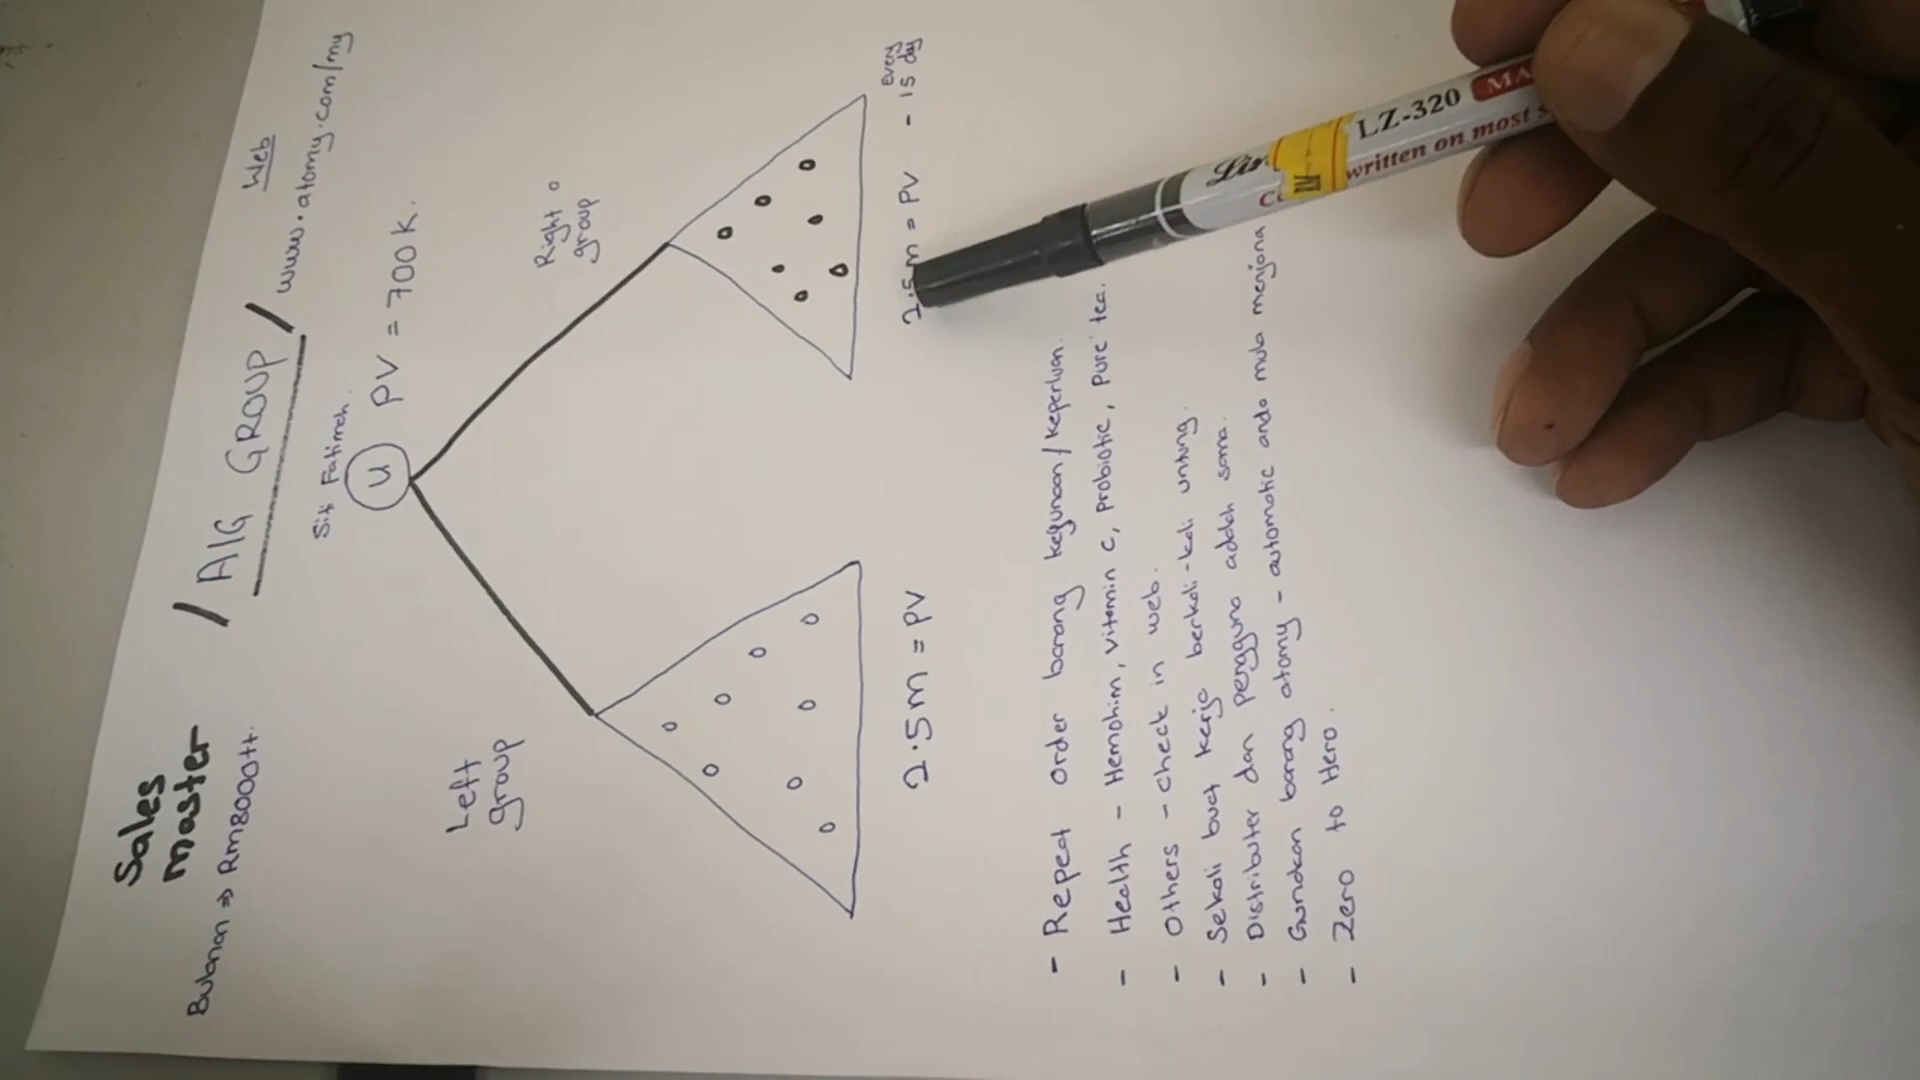 Sales
master
/ AIG GROUP /
Web
www.atomy.com/my
Bulanan ⇒ Rm8000++.
Siti Fatimah.
U
PV = 700K.
Left
group
Right
group
2.5m = PV
2.5m = PV - 15 day
Every
- Repeat order barang kegunaan/keperluan.
- Health - Hemohim, vitamin c, probiotic, Pure' tea.
- Others - check in web.
- Sekali buat kerja berkali-kali untung.
- Distributer dan pengguna adalah sama.
- Gunakan barang atomy - automatic anda mula menjana
- Zero to Hero.
LZ-320
written on most